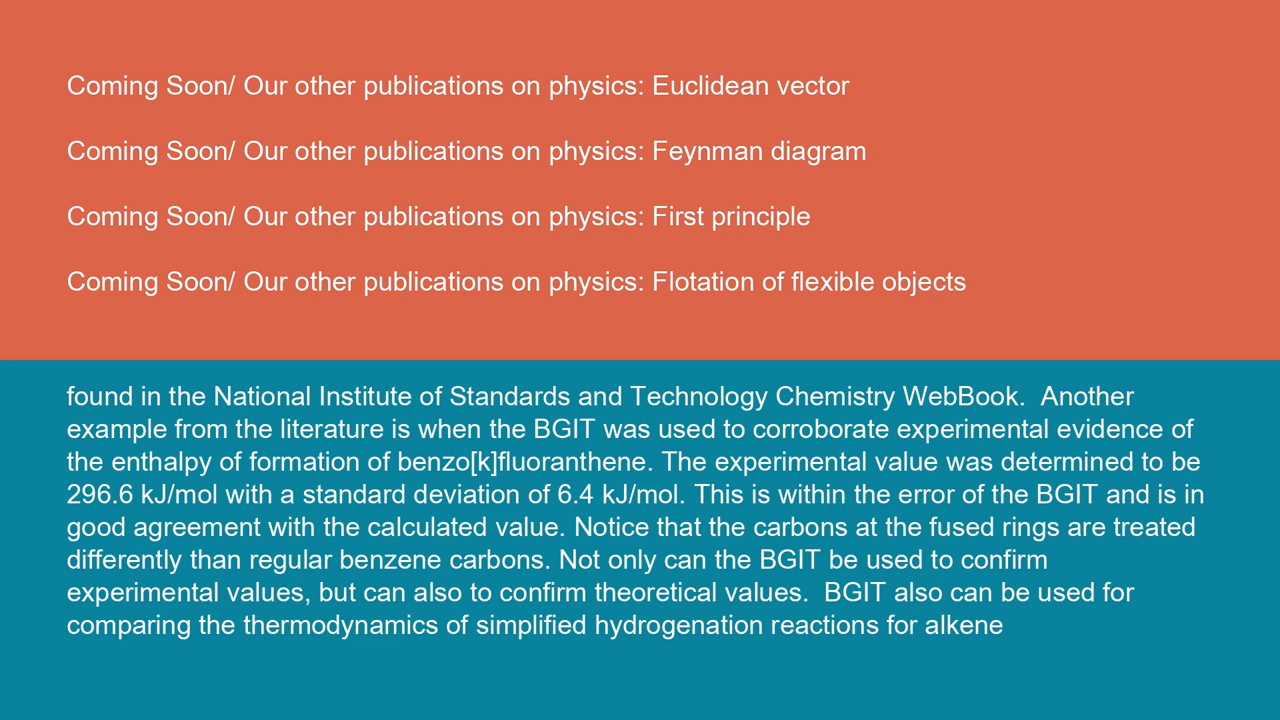 Coming Soon/ Our other publications on physics: Euclidean vector
Coming Soon/ Our other publications on physics: Feynman diagram
Coming Soon/ Our other publications on physics: First principle
Coming Soon/ Our other publications on physics: Flotation of flexible objects
found in the National Institute of Standards and Technology Chemistry WebBook.  Another
example from the literature is when the BGIT was used to corroborate experimental evidence of
the enthalpy of formation of benzo[k]fluoranthene. The experimental value was determined to be
296.6 kJ/mol with a standard deviation of 6.4 kJ/mol. This is within the error of the BGIT and is in
good agreement with the calculated value. Notice that the carbons at the fused rings are treated
differently than regular benzene carbons. Not only can the BGIT be used to confirm
experimental values, but can also to confirm theoretical values.  BGIT also can be used for
comparing the thermodynamics of simplified hydrogenation reactions for alkene